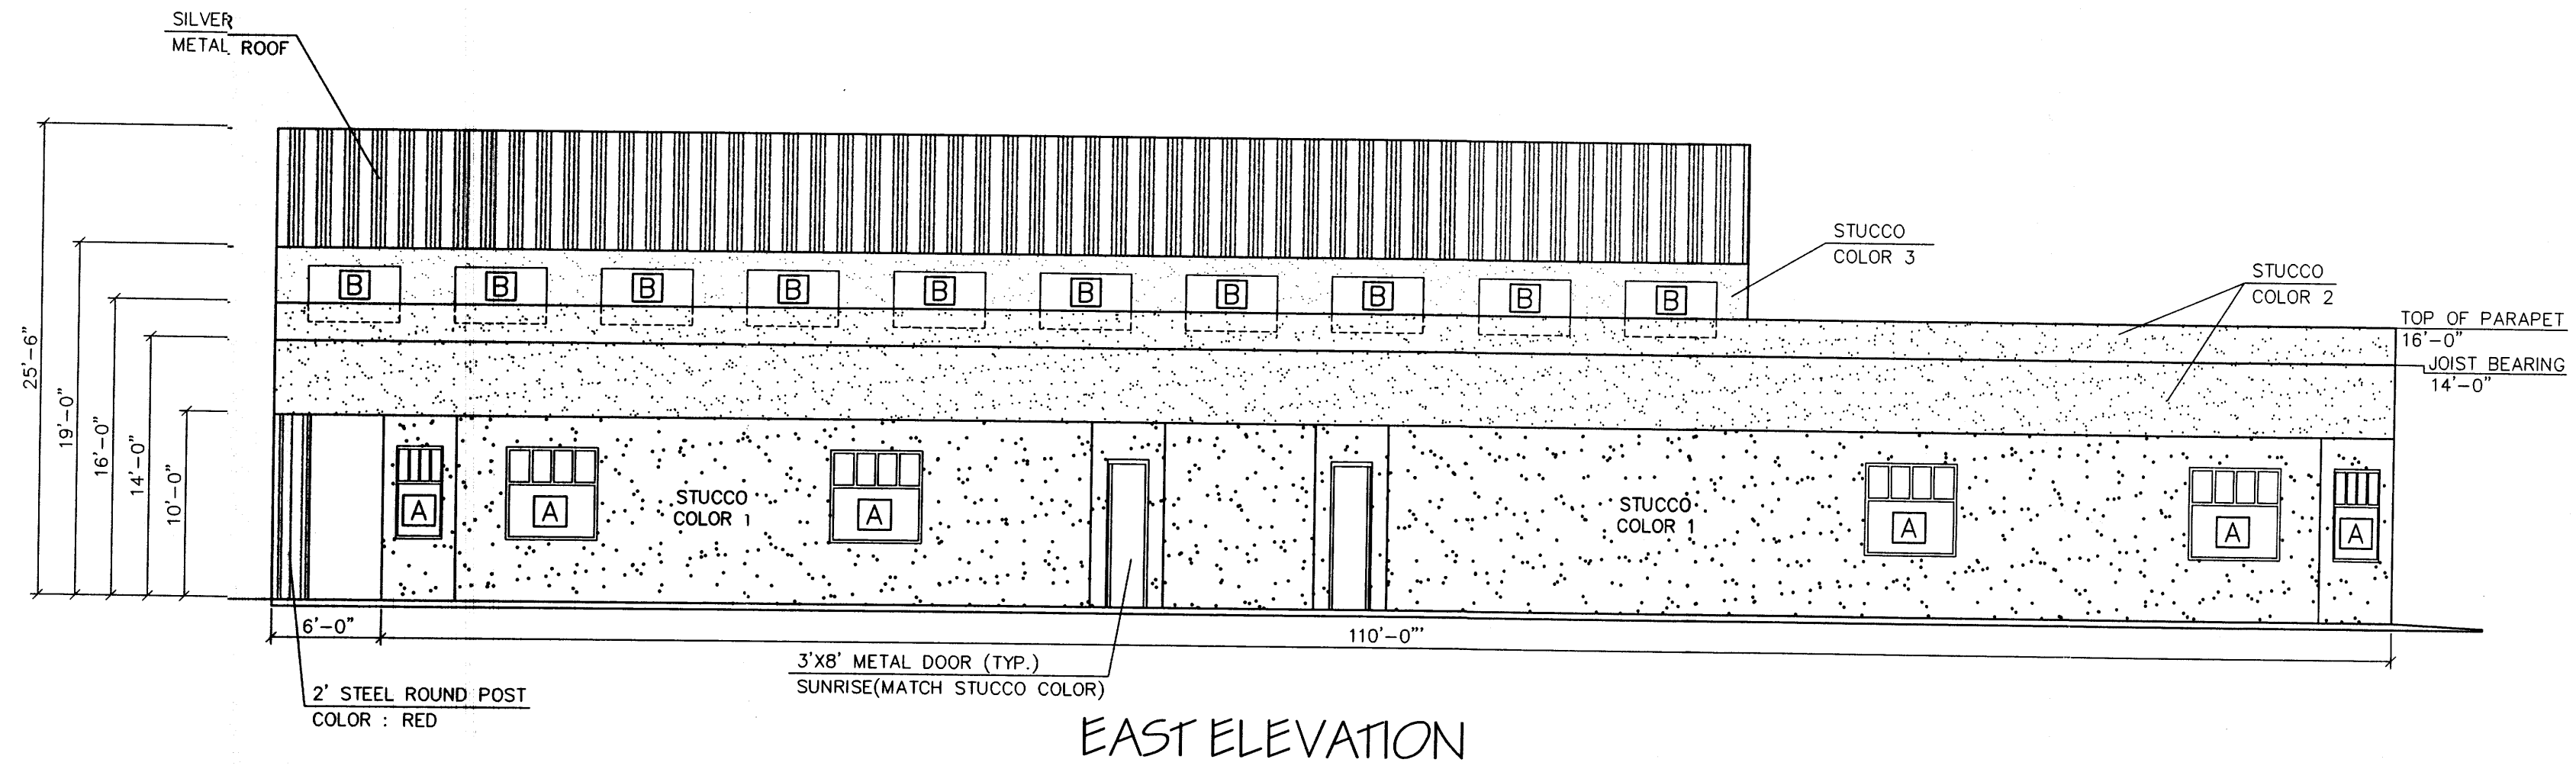 SILVER
METAL ROOF
STUCCO
COLOR 3
STUCCO
COLOR 2
B B B B B B B B B B
TOP OF PARAPET
16'-0"
JOIST BEARING
14'-0"
25'-6"
19'-0"
16'-0"
14'-0"
10'-0"
A A A A A A
STUCCO
COLOR 1
STUCCO
COLOR 1
6'-0"
110'-0"'
3'X8' METAL DOOR (TYP.)
SUNRISE(MATCH STUCCO COLOR)
2' STEEL ROUND POST
COLOR : RED
EAST ELEVATION